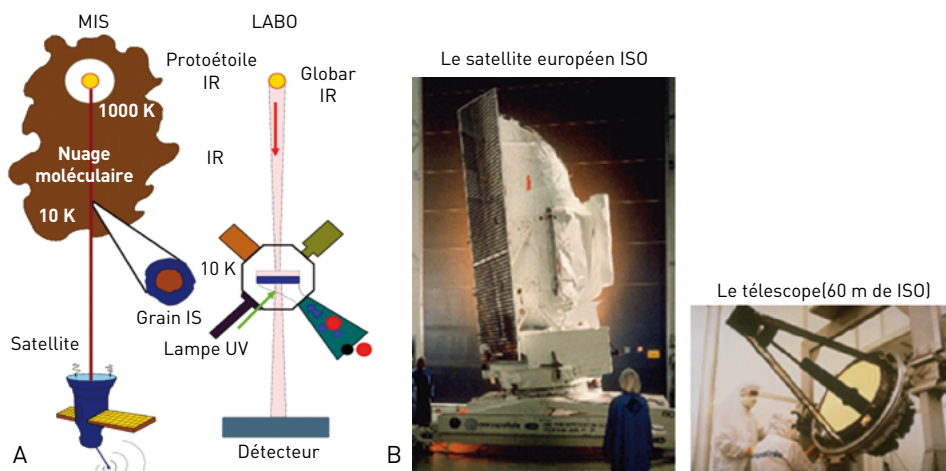 MIS
LABO
Protoétoile
IR
Globar
IR
1000 K
Nuage
moléculaire
IR
10 K
10 K
Grain IS
Lampe UV
Satellite
Détecteur
A
Le satellite européen ISO
B
Le télescope(60 m de ISO)